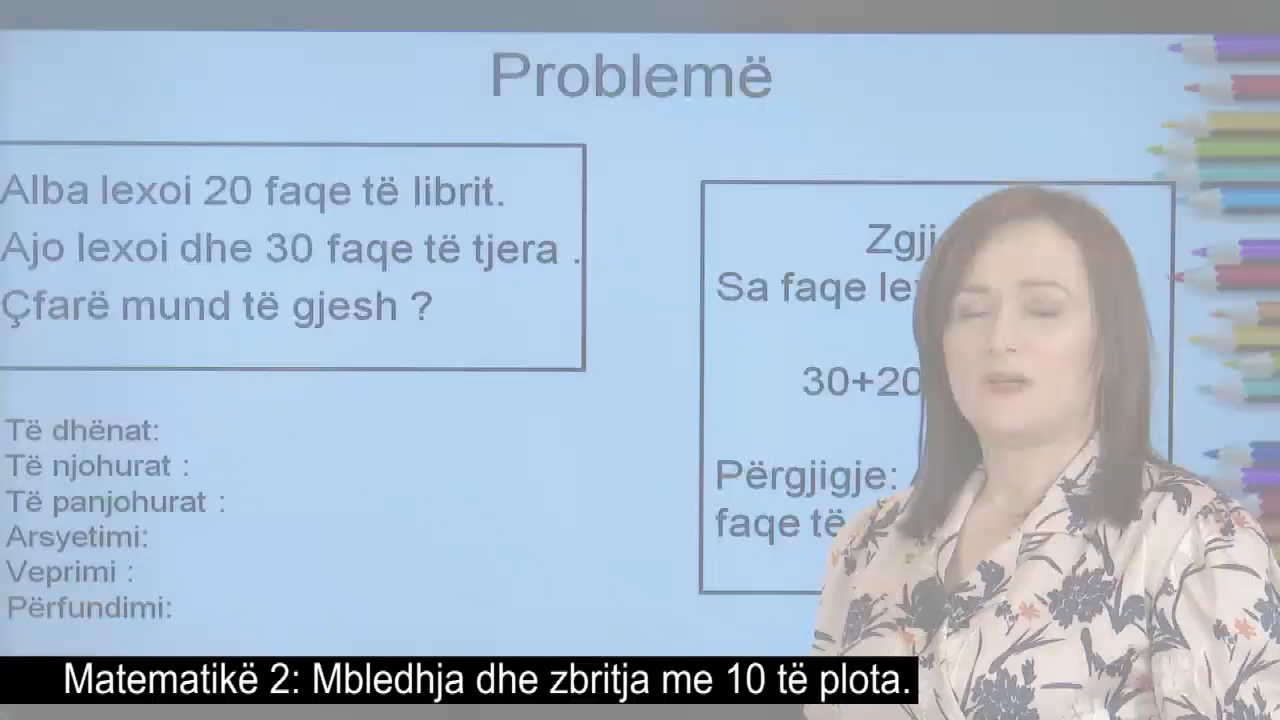 Problemë
Alba lexoi 20 faqe të librit.
Ajo lexoi dhe 30 faqe të tjera .
Çfarë mund të gjesh ?
Të dhënat:
Të njohurat :
Të panjohurat :
Arsyetimi:
Veprimi :
Përfundimi:
Sa faqe
30+20
Përgjigje:
faqe të
Matematikë 2: Mbledhja dhe zbritja me 10 të plota.